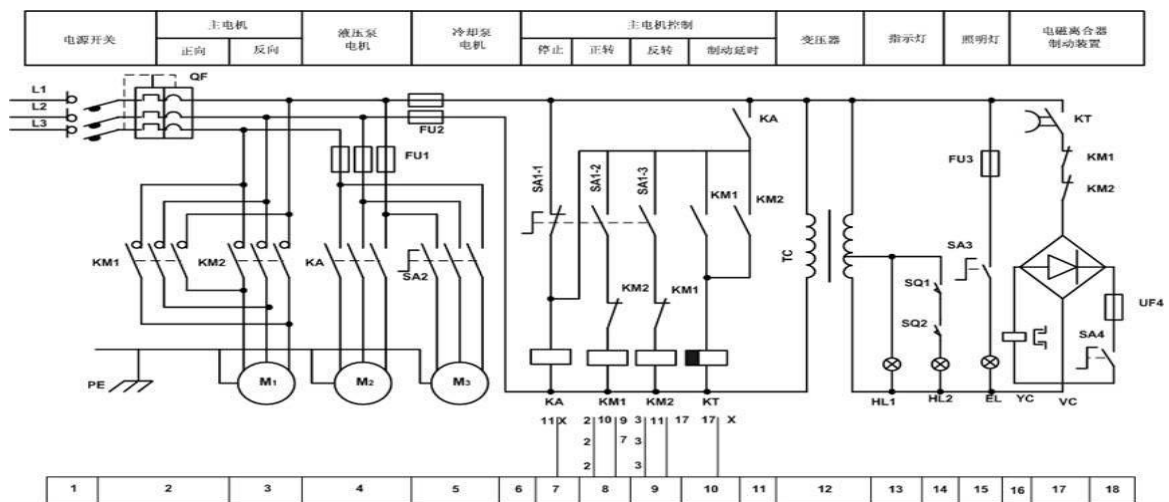 电源开关 主电机 液压泵电机 冷却泵电机 主电机控制 变压器 指示灯 照明灯 电磁离合器制动装置
正向 反向 停止 正转 反转 制动延时
QF
L1
L2
L3
FU2
FU1
KA
KT
KM1
KM2
FU3
SA1-1
SA1-2
SA1-3
KM1
KM2
KM1
KM2
KA
SA2
TC
SA3
KM2
KM1
SQ1
SQ2
UF4
SA4
PE
M1
M2
M3
KA KM1 KM2 KT
HL1 HL2 EL YC VC
11 X 2 10 9 3 11 17 17 X
2 7 3
2 3
1 2 3 4 5 6 7 8 9 10 11 12 13 14 15 16 17 18